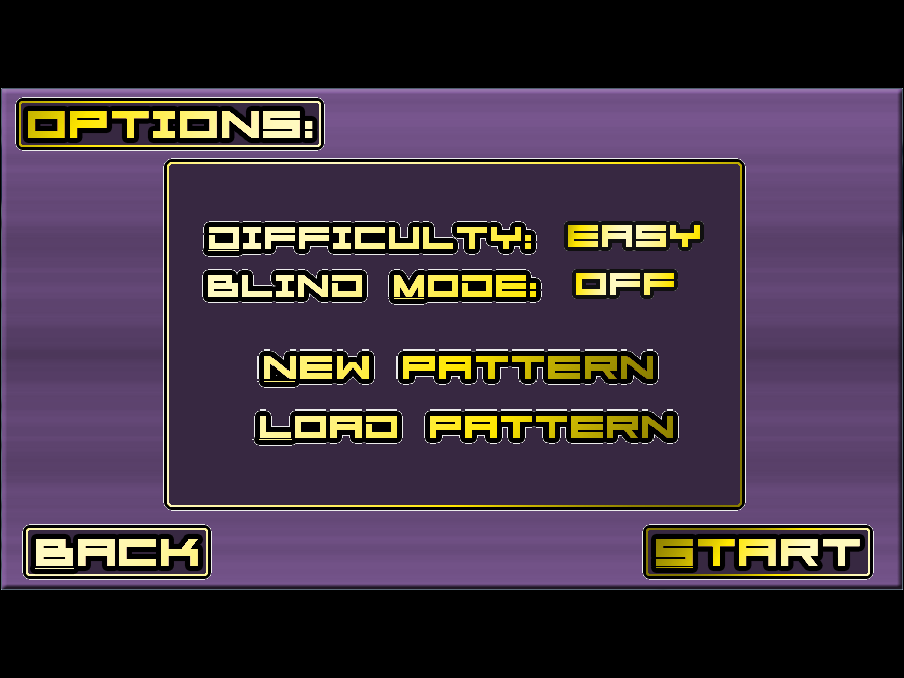 OPTIONS:
DIFFICULTY: EASY
BLIND MODE: OFF
NEW PATTERN
LOAD PATTERN
BACK
START